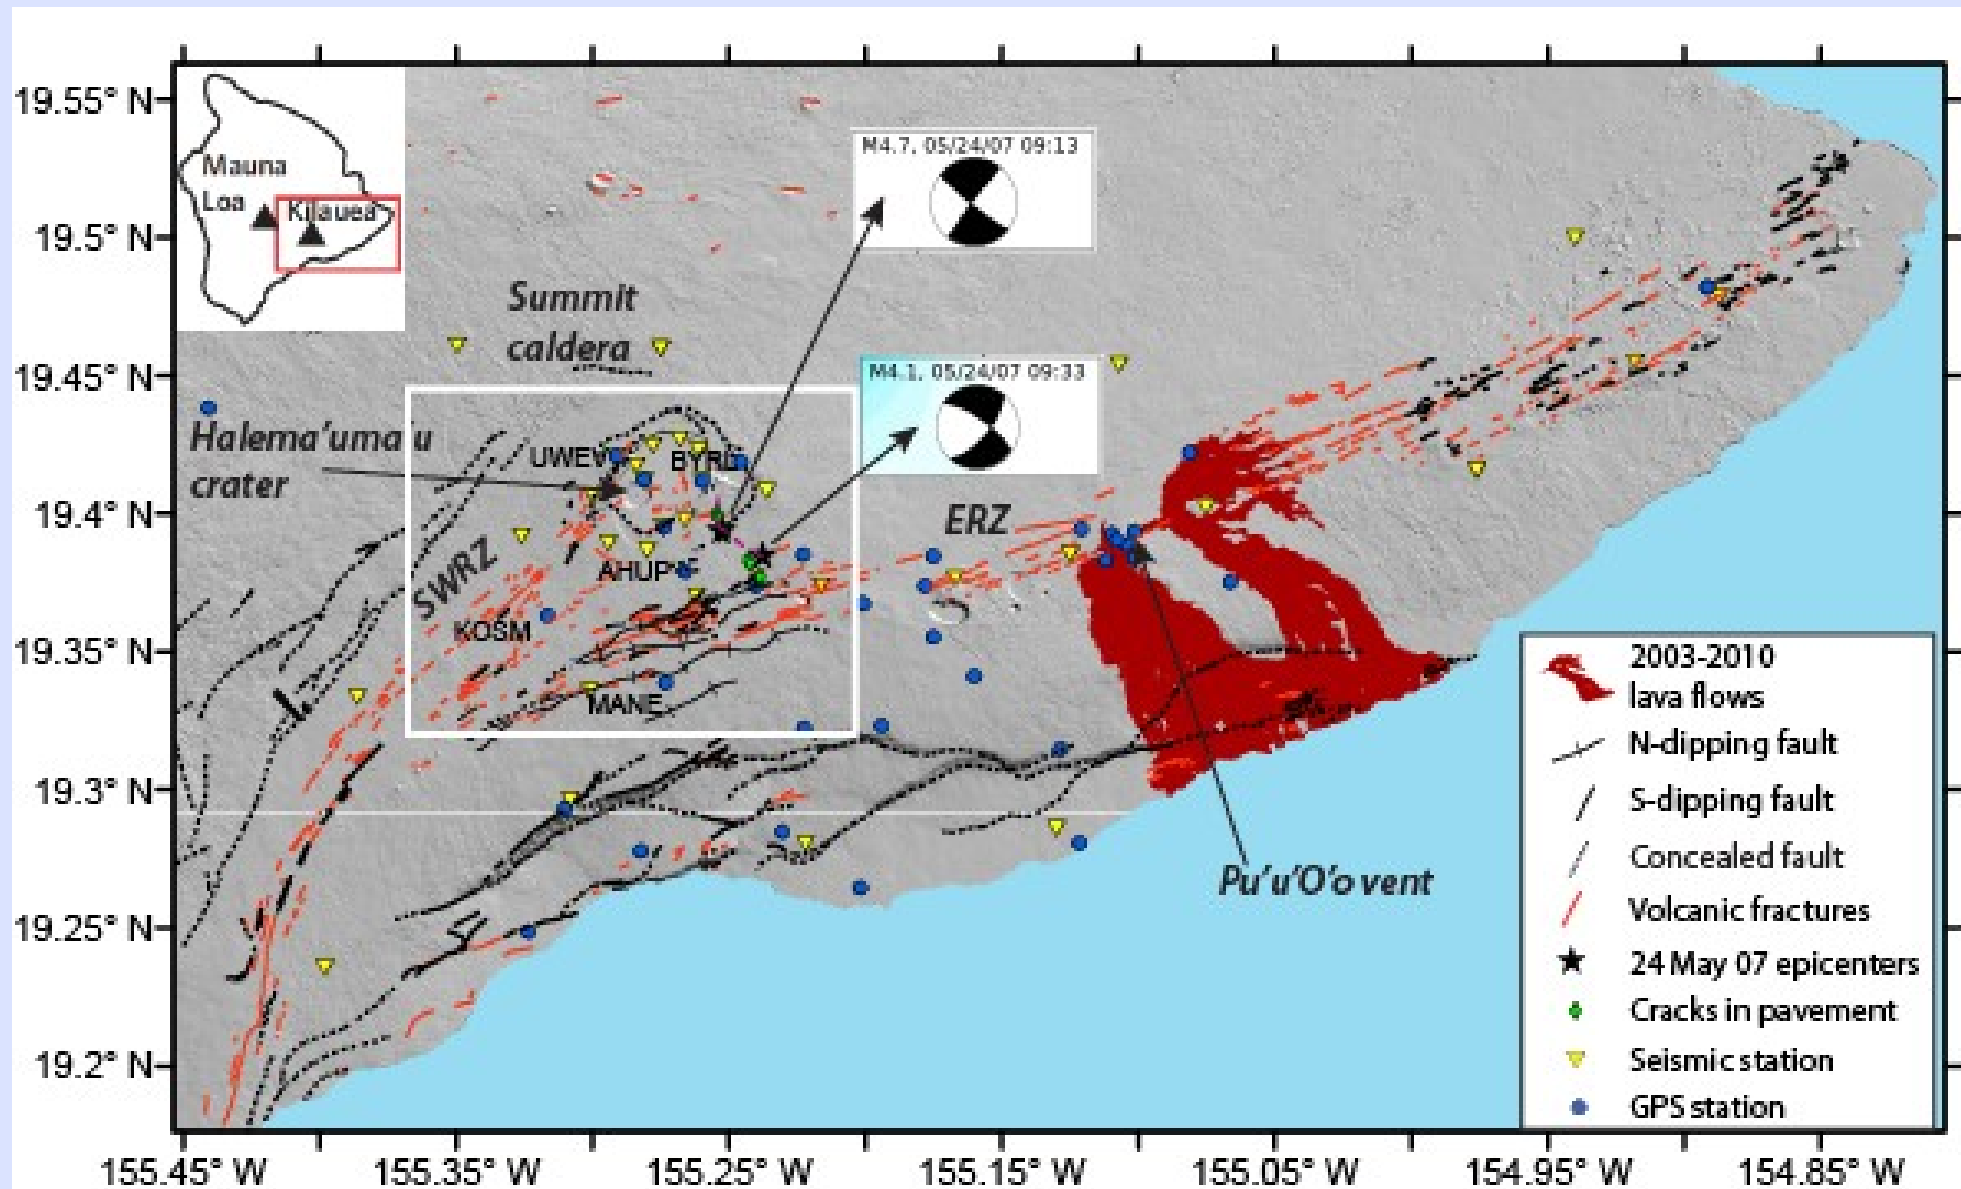 19.55° N
19.5° N
19.45° N
19.4° N
19.35° N
19.3° N
19.25° N
19.2° N
155.45° W
155.35° W
155.25° W
155.15° W
155.05° W
154.95° W
154.85° W
Mauna
Loa
Kilauea
M4.7, 05/24/07 09:13
M4.1, 05/24/07 09:33
Summit
caldera
Halema'uma'u
crater
UWEV
BYRL
AHUP
KOSM
MANE
SWRZ
ERZ
Pu'u'O'o vent
2003-2010
lava flows
N-dipping fault
S-dipping fault
Concealed fault
Volcanic fractures
24 May 07 epicenters
Cracks in pavement
Seismic station
GPS station